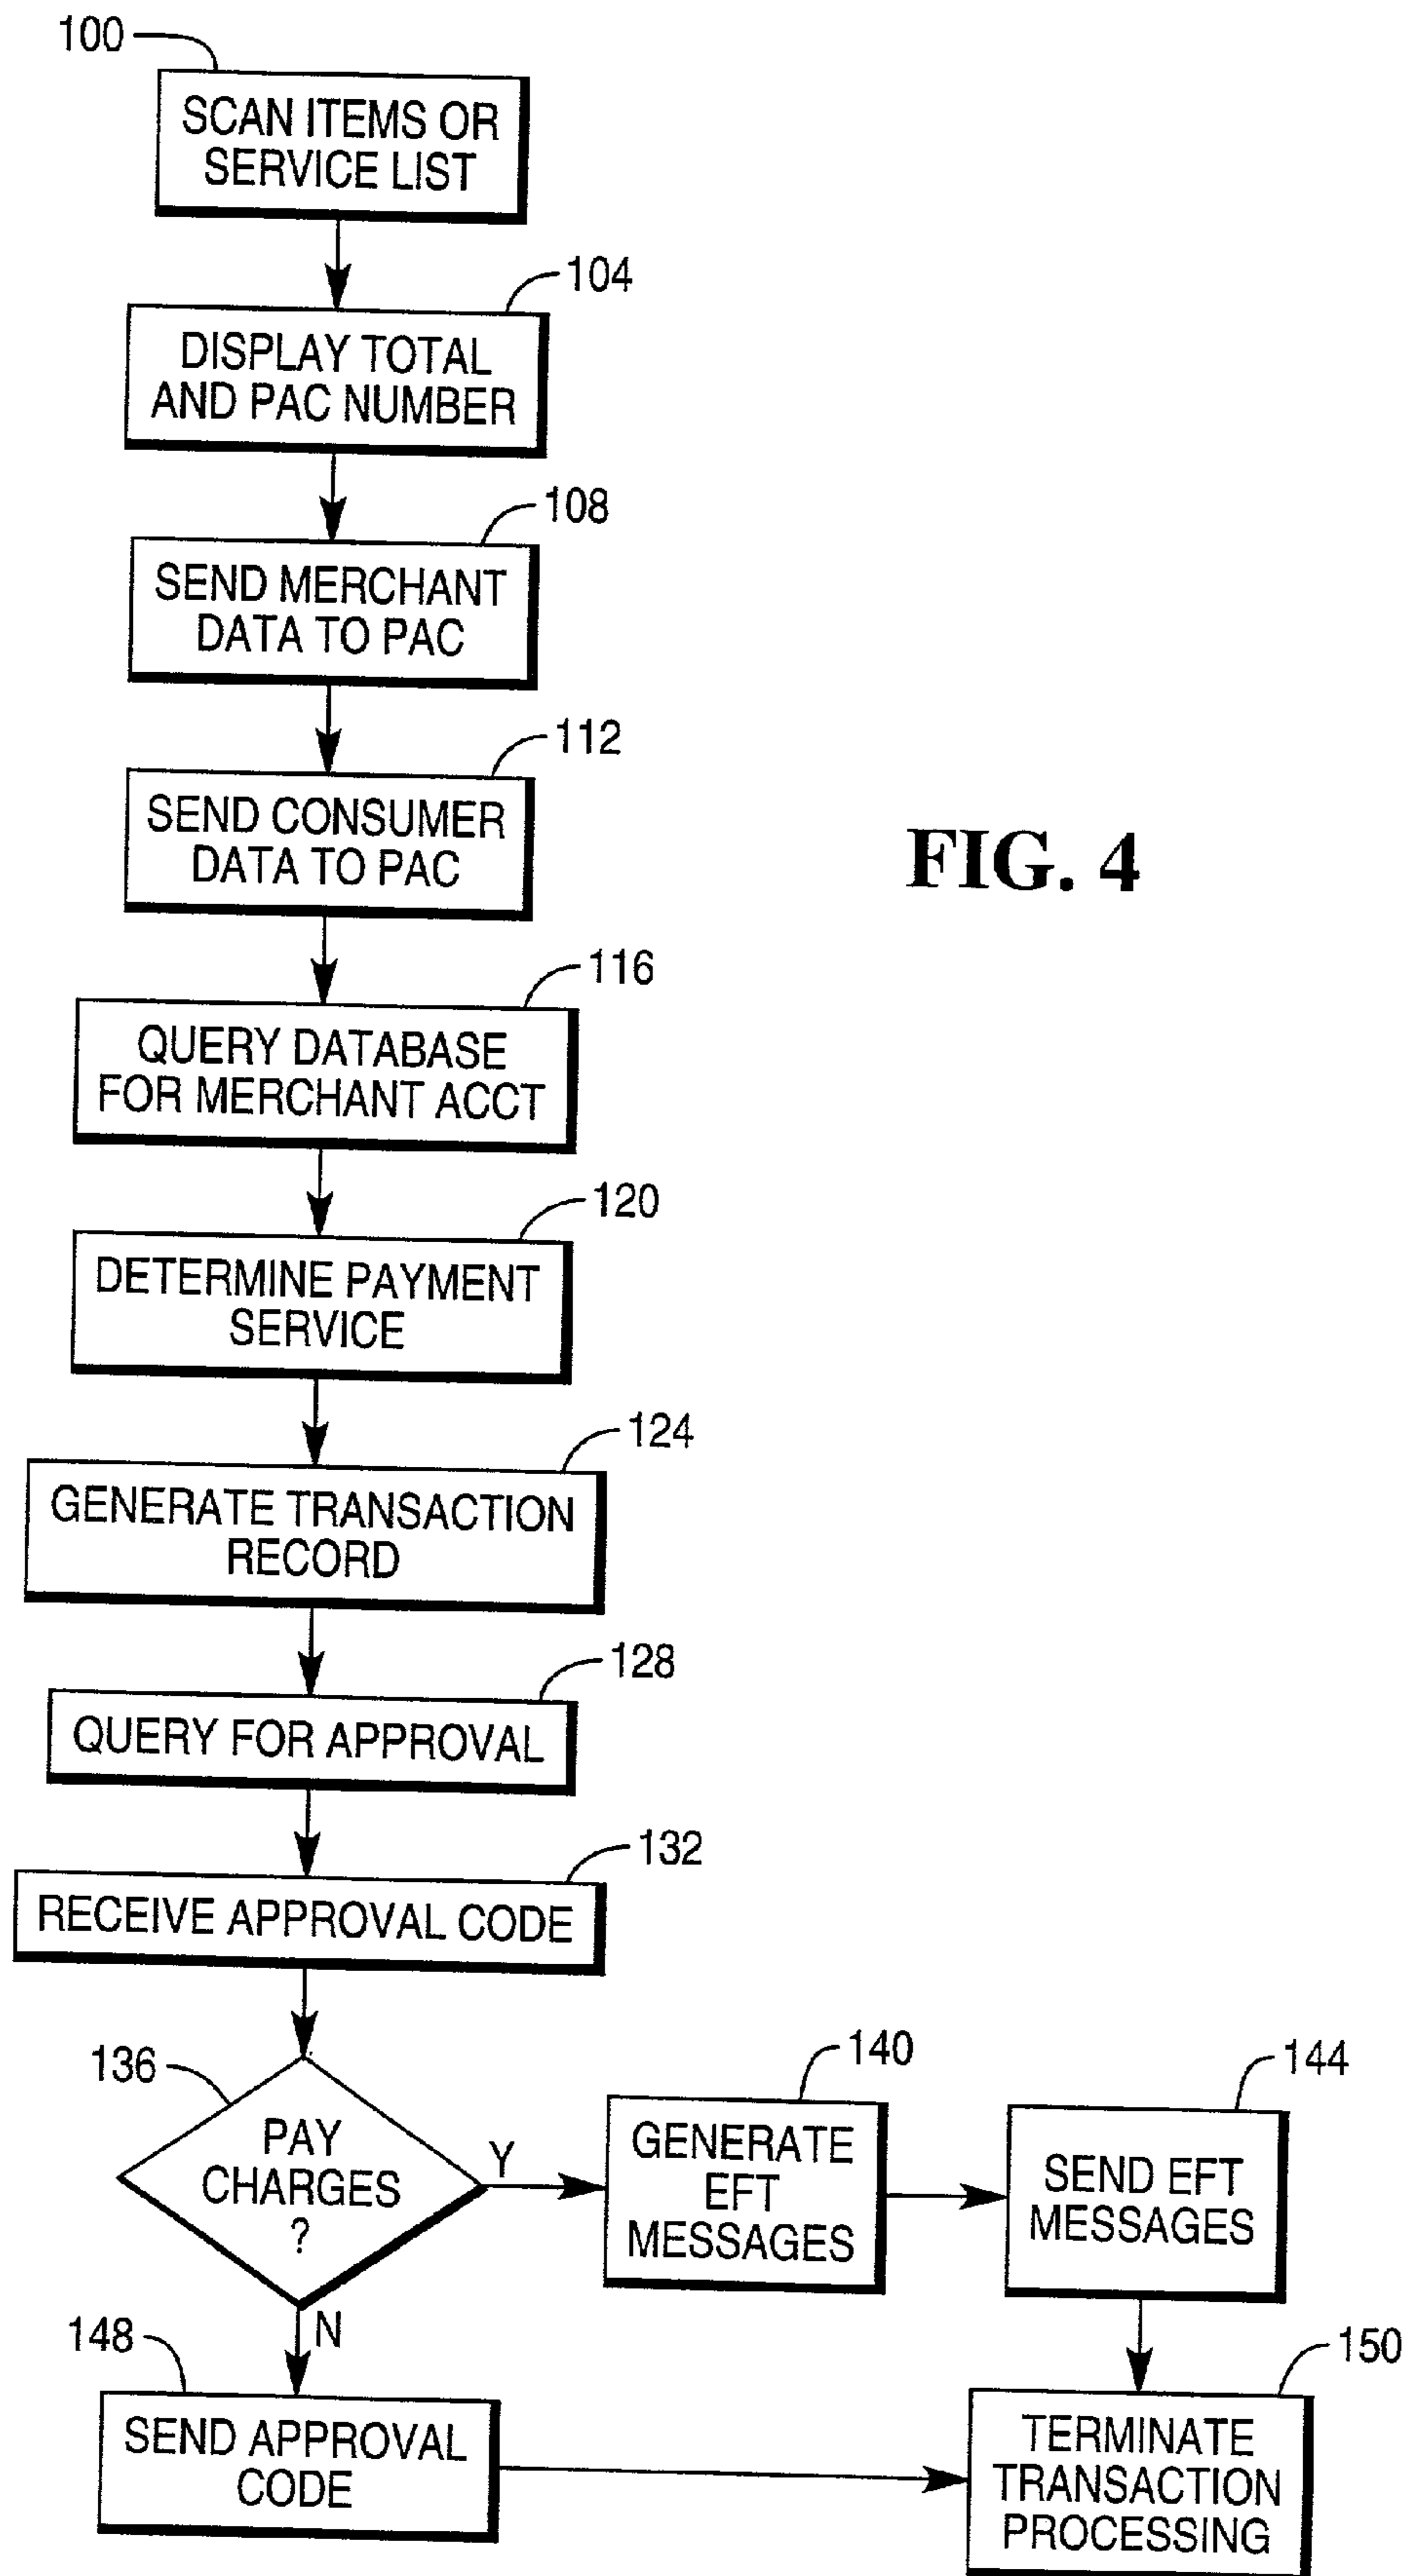 100
SCAN ITEMS OR
SERVICE LIST
104
DISPLAY TOTAL
AND PAC NUMBER
108
SEND MERCHANT
DATA TO PAC
112
SEND CONSUMER
DATA TO PAC
FIG. 4
116
QUERY DATABASE
FOR MERCHANT ACCT
120
DETERMINE PAYMENT
SERVICE
124
GENERATE TRANSACTION
RECORD
128
QUERY FOR APPROVAL
132
RECEIVE APPROVAL CODE
136
PAY
CHARGES
?
Y
N
140
GENERATE
EFT
MESSAGES
144
SEND EFT
MESSAGES
148
SEND APPROVAL
CODE
150
TERMINATE
TRANSACTION
PROCESSING